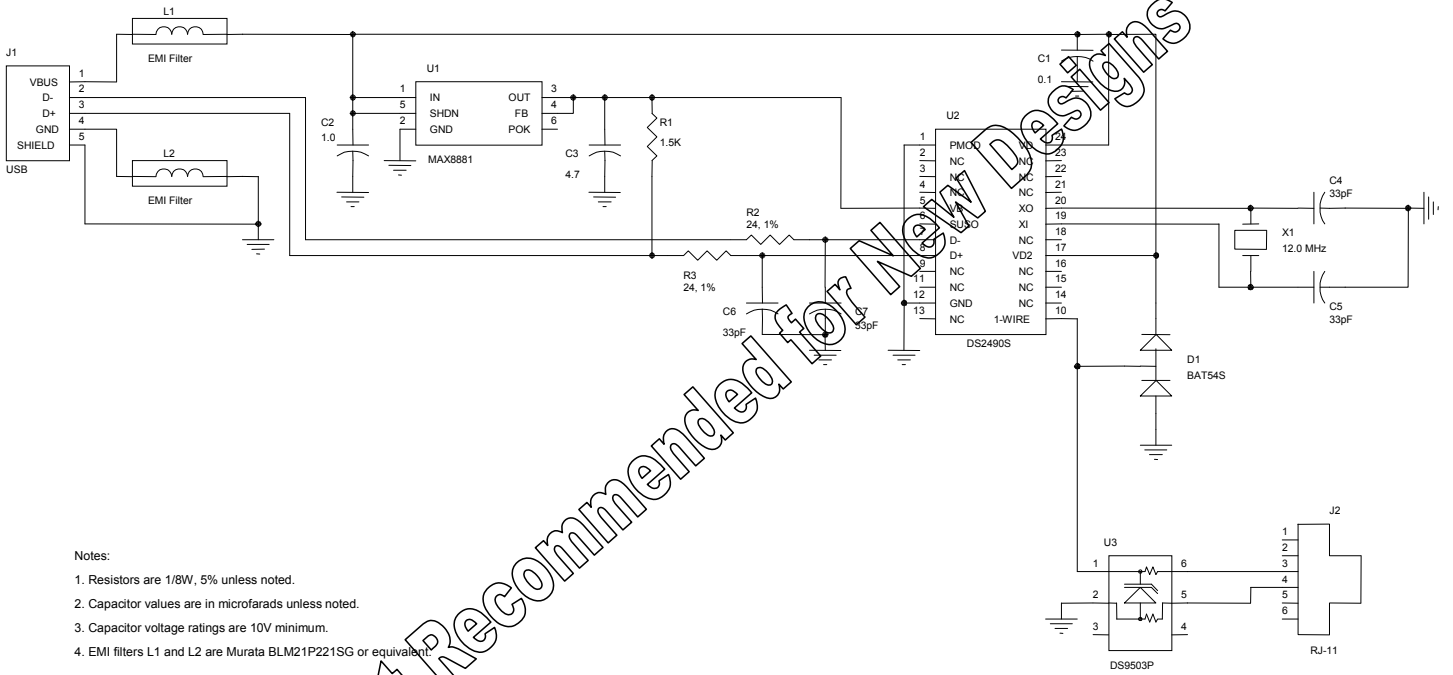 L1
EMI Filter
J1
VBUS 1
D- 2
D+ 3
GND 4
SHIELD 5
USB
L2
EMI Filter
C2
1.0
U1
1 IN OUT 3
5 SHDN FB 4
2 GND POK 6
MAX8881
C3
4.7
R1
1.5K
R2
24, 1%
R3
24, 1%
C6
33pF
C7
33pF
C1
0.1
U2
1 PMOD VD 24
2 NC NC 23
3 NC NC 22
4 NC NC 21
5 VB XO 20
6 SUSO XI 19
7 D- NC 18
8 D+ VD2 17
9 NC NC 16
11 NC NC 15
12 GND NC 14
13 NC 1-WIRE 10
DS2490S
C4
33pF
X1
12.0 MHz
C5
33pF
D1
BAT54S
J2
1
2
3
4
5
6
RJ-11
U3
1 6
2 5
3 4
DS9503P
Notes:
1. Resistors are 1/8W, 5% unless noted.
2. Capacitor values are in microfarads unless noted.
3. Capacitor voltage ratings are 10V minimum.
4. EMI filters L1 and L2 are Murata BLM21P221SG or equivalent.
Recommended for New Designs